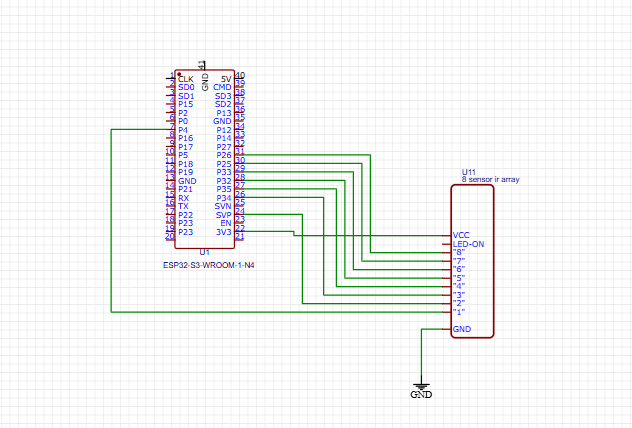 41
GND
1 CLK 5V 40
2 SD0 CMD 39
3 SD1 SD3 38
4 P15 SD2 37
5 P2 P13 36
6 P0 GND 35
7 P4 P12 34
8 P16 P14 33
9 P17 P27 32
10 P5 P26 31
11 P18 P25 30
12 P19 P33 29
13 GND P32 28
14 P21 P35 27
15 RX P34 26
16 TX SVN 25
17 P22 SVP 24
18 P23 EN 23
19 P23 3V3 22
20 21
U1
ESP32-S3-WROOM-1-N4
U11
8 sensor ir array
VCC
LED-ON
"8"
"7"
"6"
"5"
"4"
"3"
"2"
"1"
GND
GND